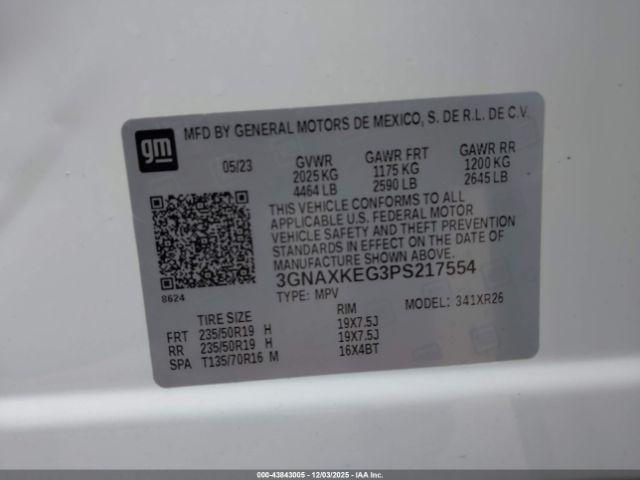 gm
MFD BY GENERAL MOTORS DE MEXICO, S. DE R.L. DE C.V.
05/23 GVWR GAWR FRT GAWR RR
2025 KG 1175 KG 1200 KG
4464 LB 2590 LB 2645 LB
THIS VEHICLE CONFORMS TO ALL
APPLICABLE U.S. FEDERAL MOTOR
VEHICLE SAFETY AND THEFT PREVENTION
STANDARDS IN EFFECT ON THE DATE OF
MANUFACTURE SHOWN ABOVE.
3GNAXKEG3PS217554
8624
TYPE: MPV MODEL: 341XR26
TIRE SIZE RIM
FRT 235/50R19 H 19X7.5J
RR 235/50R19 H 19X7.5J
SPA T135/70R16 M 16X4BT
000-43843005 - 12/03/2025 - IAA Inc.